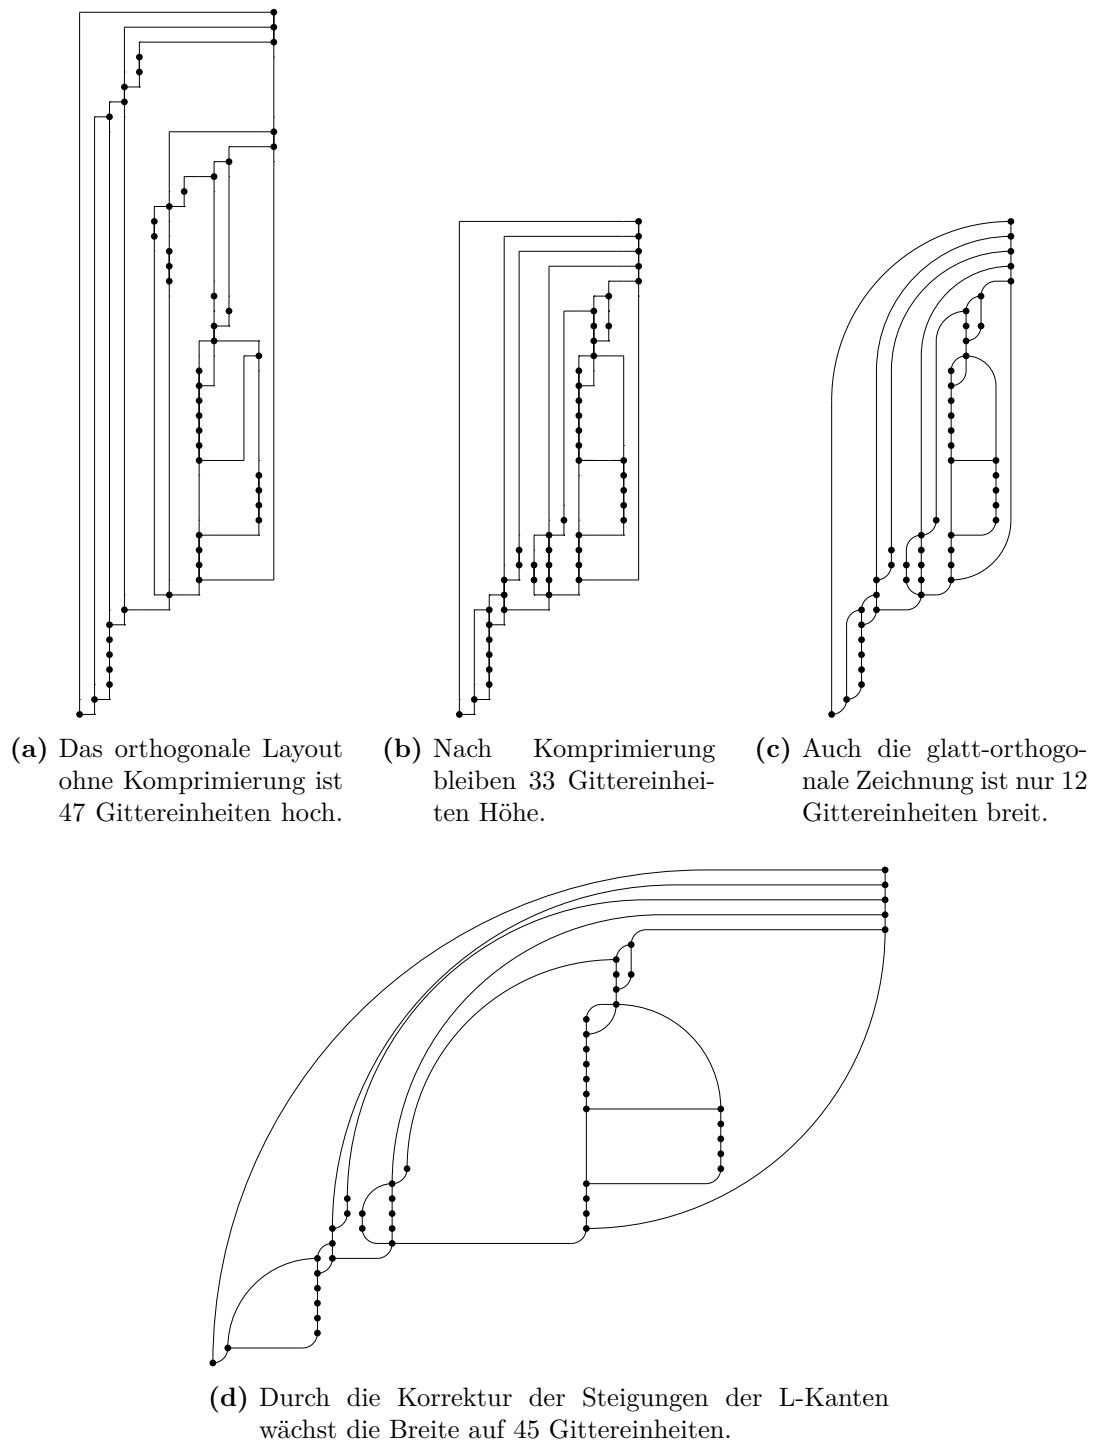 (a) Das orthogonale Layout
ohne Komprimierung ist
47 Gittereinheiten hoch.
(b) Nach Komprimierung
bleiben 33 Gittereinhei-
ten Höhe.
(c) Auch die glatt-orthogo-
nale Zeichnung ist nur 12
Gittereinheiten breit.
(d) Durch die Korrektur der Steigungen der L-Kanten
wächst die Breite auf 45 Gittereinheiten.